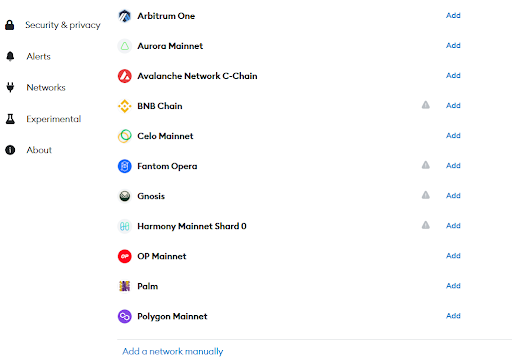 Security & privacy
Alerts
Networks
Experimental
About
Arbitrum One Add
Aurora Mainnet Add
Avalanche Network C-Chain Add
BNB Chain Add
Celo Mainnet Add
Fantom Opera Add
Gnosis Add
Harmony Mainnet Shard 0 Add
OP OP Mainnet Add
Palm Add
Polygon Mainnet Add
Add a network manually